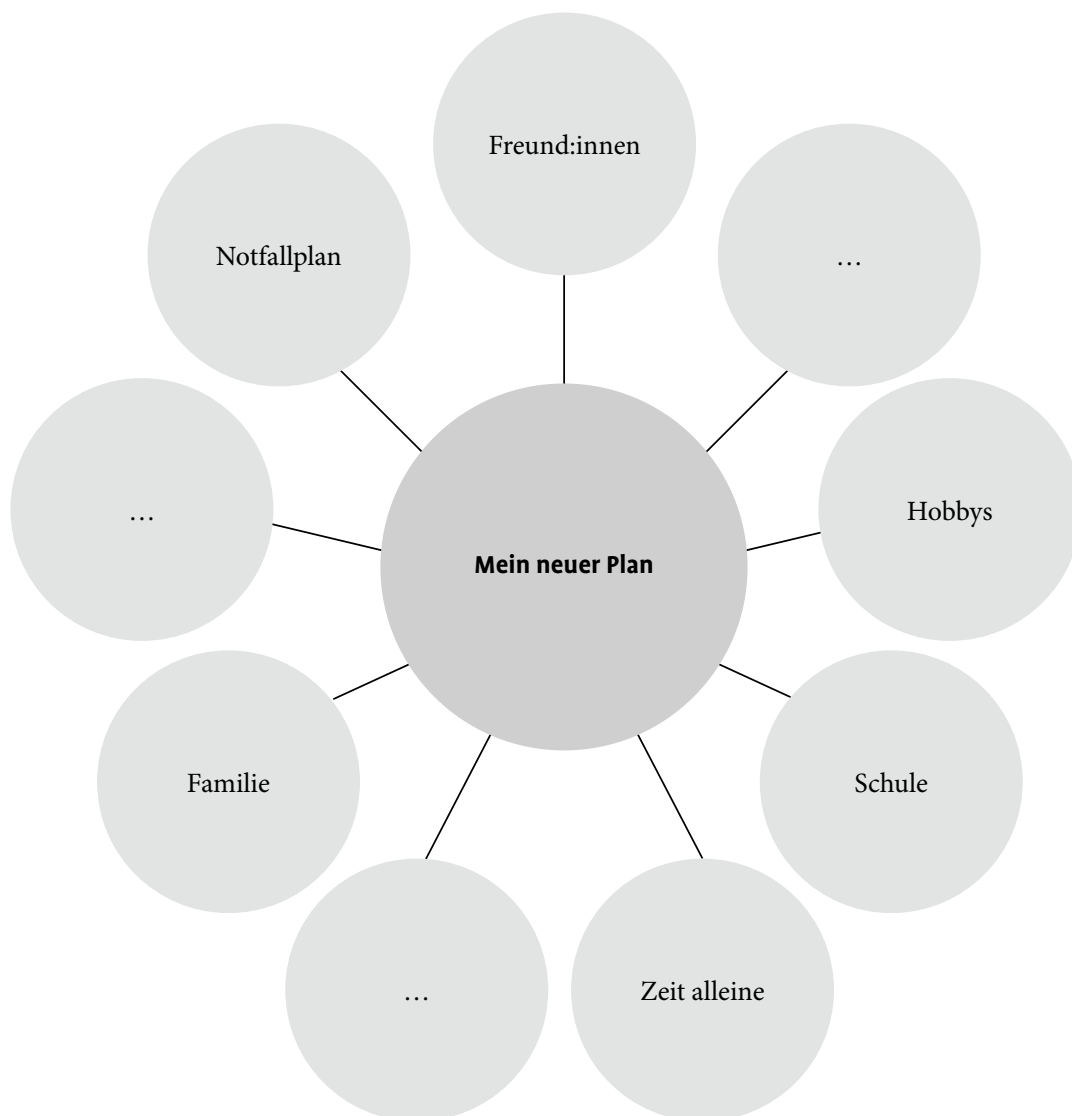 Freund:innen
Notfallplan
…
…
Hobbys
Mein neuer Plan
Familie
Schule
…
Zeit alleine